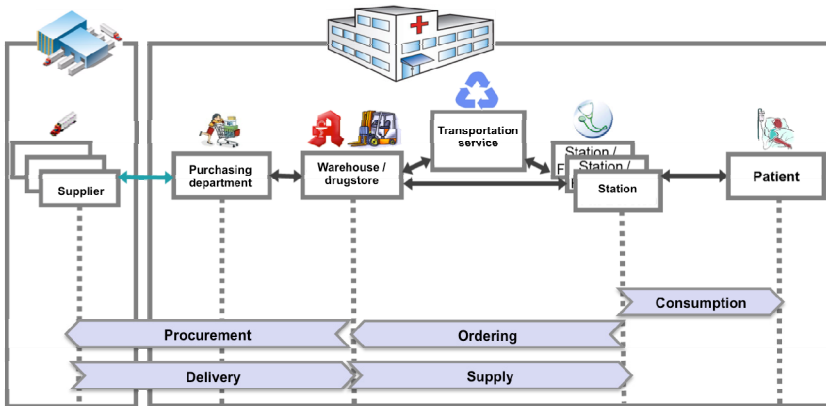 Transportation
service
Purchasing
department
Warehouse /
drugstore
Station /
Station /
Station
Supplier
Patient
Consumption
Procurement
Ordering
Delivery
Supply